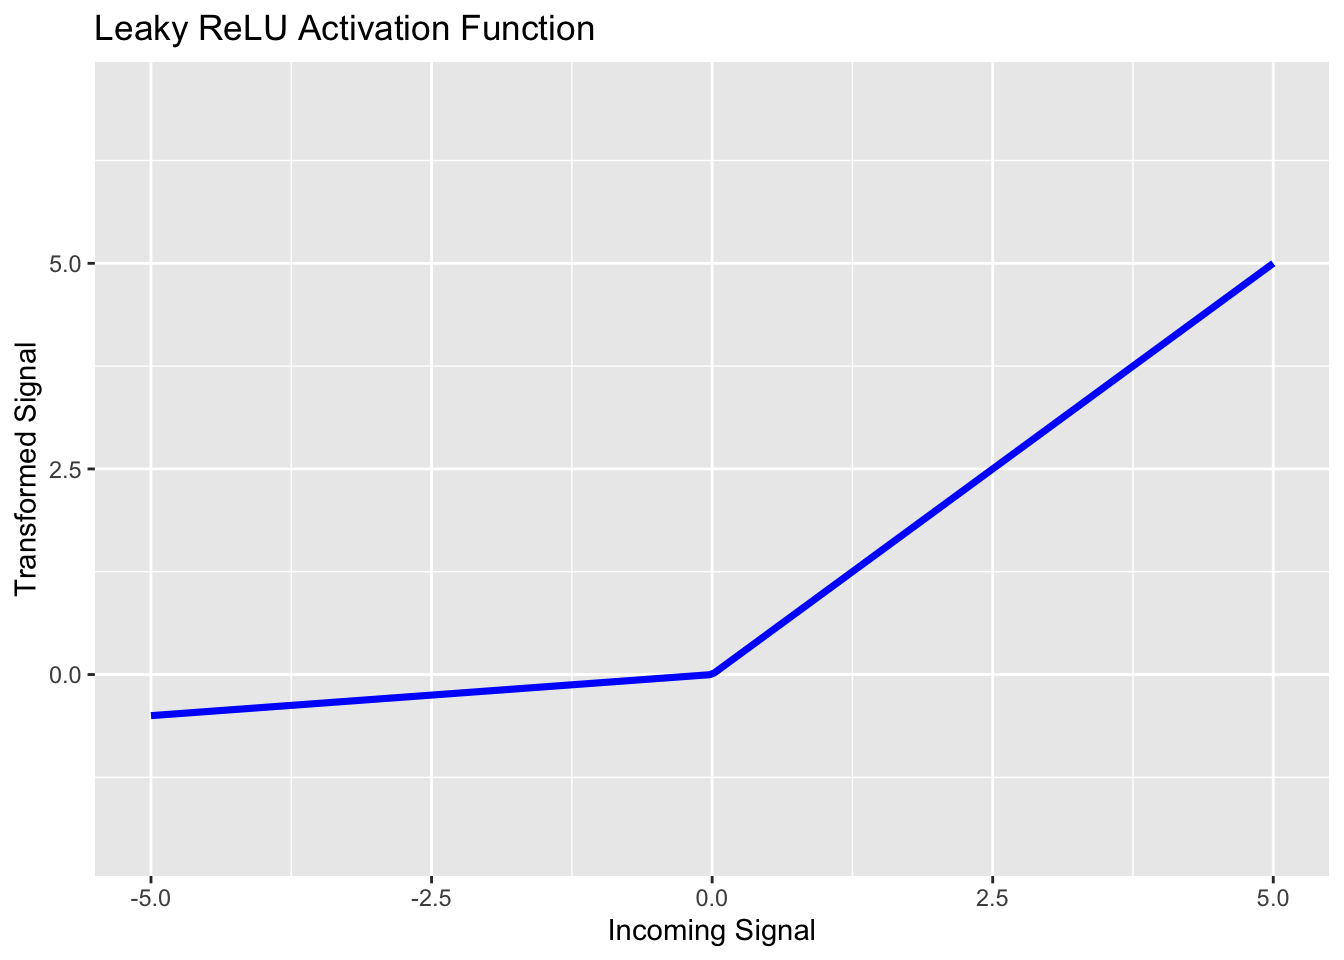 Leaky ReLU Activation Function
Transformed Signal
5.0
2.5
0.0
-5.0 -2.5 0.0 2.5 5.0
Incoming Signal